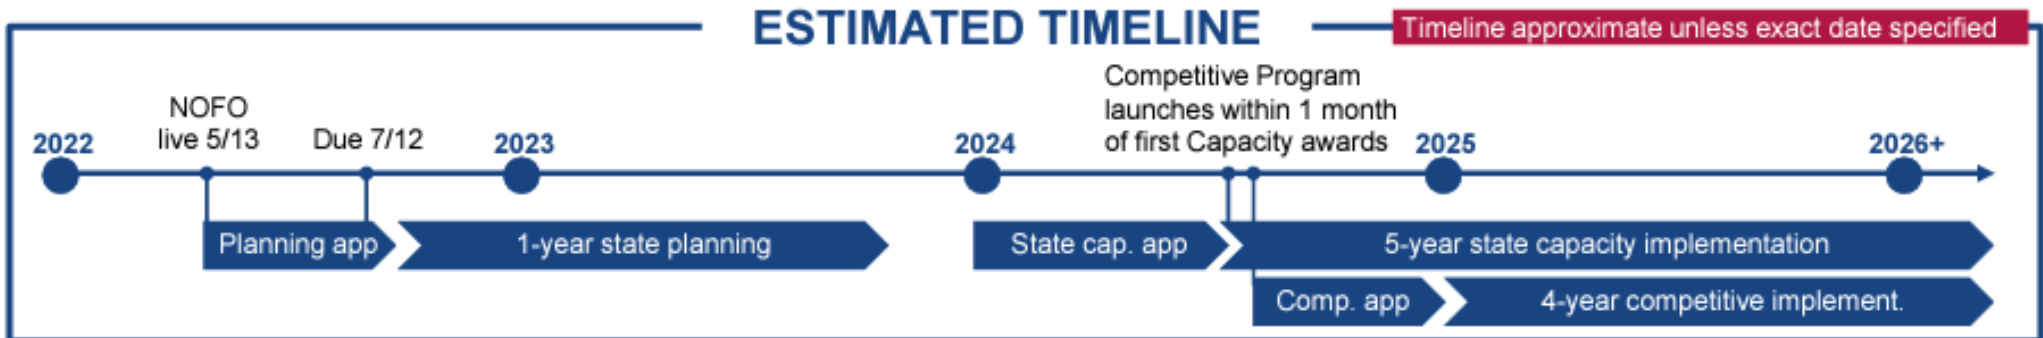 ESTIMATED TIMELINE
Timeline approximate unless exact date specified
2022
NOFO
live 5/13
Due 7/12
2023
2024
Competitive Program
launches within 1 month
of first Capacity awards
2025
2026+
Planning app
1-year state planning
State cap. app
5-year state capacity implementation
Comp. app
4-year competitive implement.